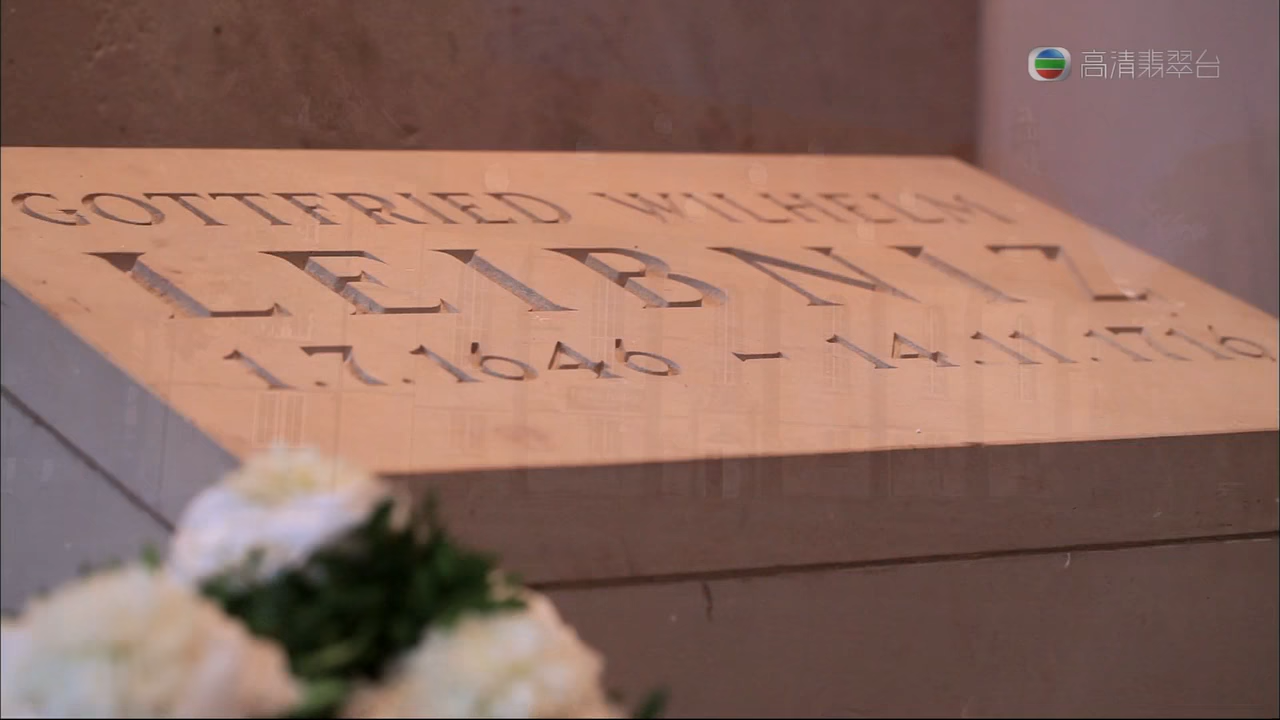 高清翡翠台
GOTTFRIED WILHELM
LEIBNIZ
1.7.1646 – 14.11.1716